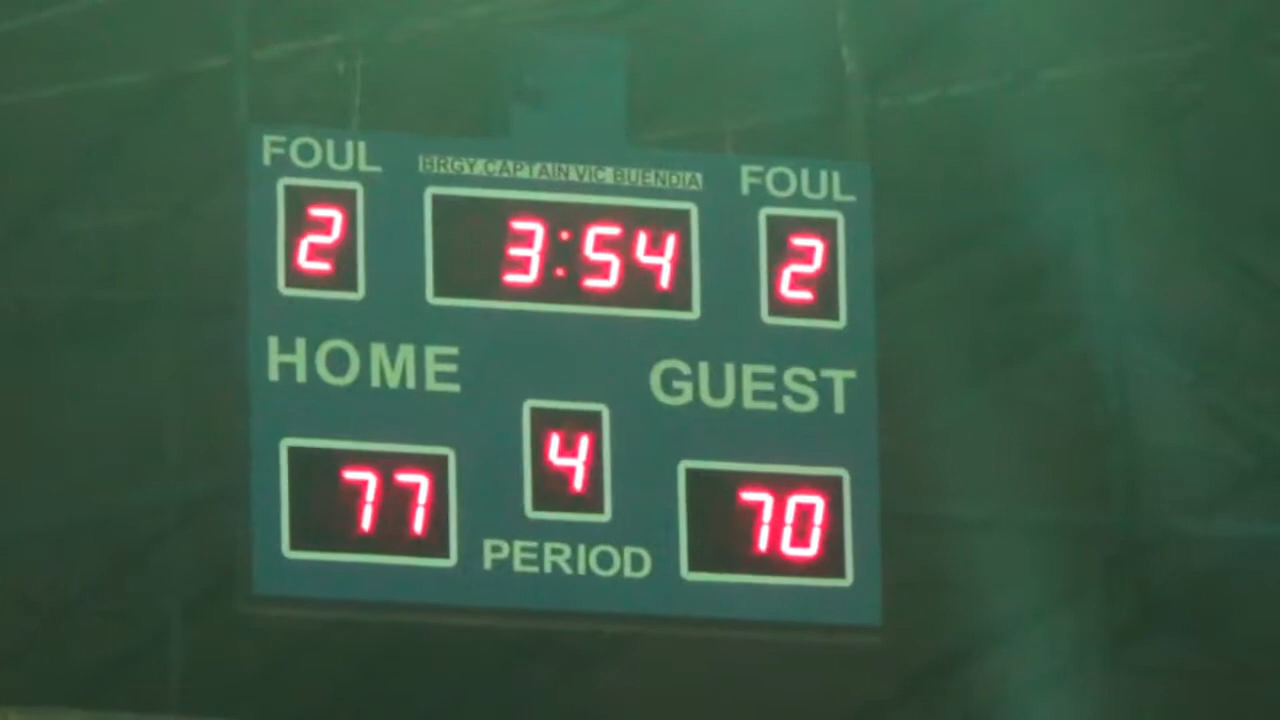 FOUL
BRGY. CAPTAIN VIC BUENDIA
FOUL
2
3:54
2
HOME
GUEST
77
4
70
PERIOD